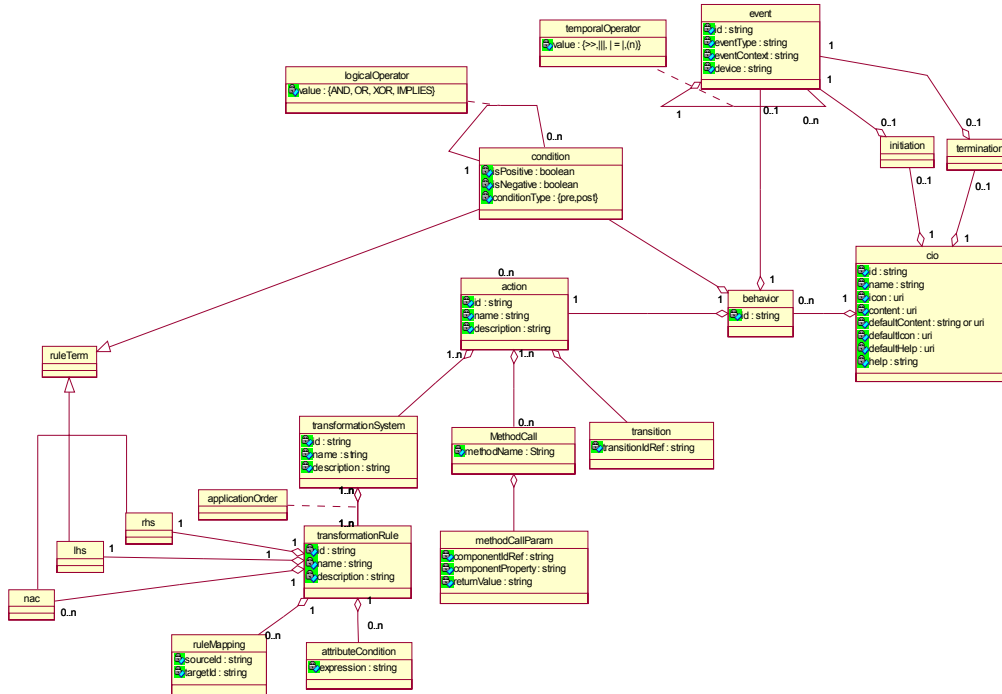 event
id : string
eventType : string
eventContext : string
device : string
temporalOperator
value : {>>,|||, | = |,(n)}
logicalOperator
value : {AND, OR, XOR, IMPLIES}
1
1
1
0..1
0..n
0..1
0..1
initiation
termination
0..1
0..1
condition
isPositive : boolean
isNegative : boolean
conditionType : {pre,post}
0..n
1
1
1
cio
id : string
name : string
icon : uri
content : uri
defaultContent : string or uri
defaultIcon : uri
defaultHelp : uri
help : string
0..n
action
id : string
name : string
description : string
1
1
behavior
id : string
1
0..n
1
ruleTerm
1..n
1..n
transformationSystem
id : string
name : string
description : string
0..n
MethodCall
methodName : String
transition
transitionIdRef : string
1..n
applicationOrder
1..n
transformationRule
id : string
name : string
description : string
methodCallParam
componentIdRef : string
componentProperty : string
returnValue : string
rhs
1
1
lhs
1
1
nac
0..n
1
1
1
0..n
ruleMapping
sourceId : string
targetId : string
0..n
attributeCondition
expression : string